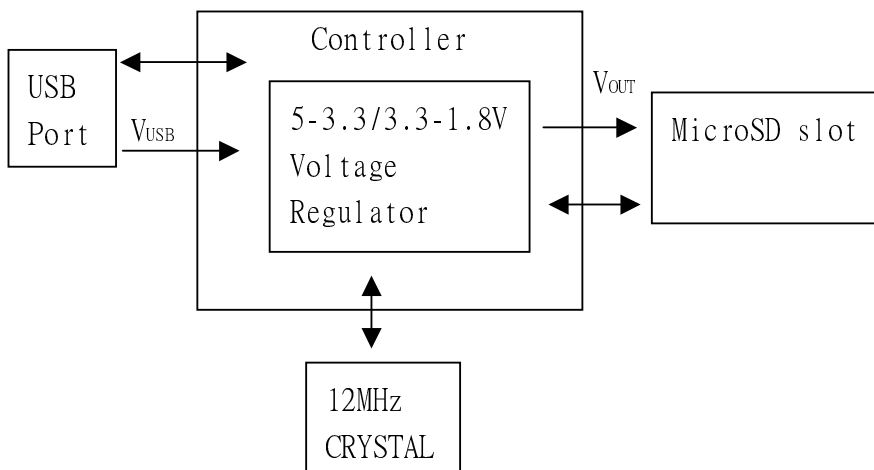 Controller
USB
Port
VUSB
5-3.3/3.3-1.8V
Voltage
Regulator
VOUT
MicroSD slot
12MHz
CRYSTAL